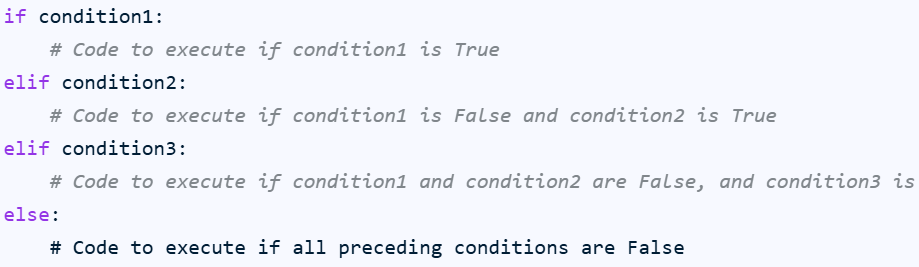 if condition1:
    # Code to execute if condition1 is True
elif condition2:
    # Code to execute if condition1 is False and condition2 is True
elif condition3:
    # Code to execute if condition1 and condition2 are False, and condition3 is
else:
    # Code to execute if all preceding conditions are False